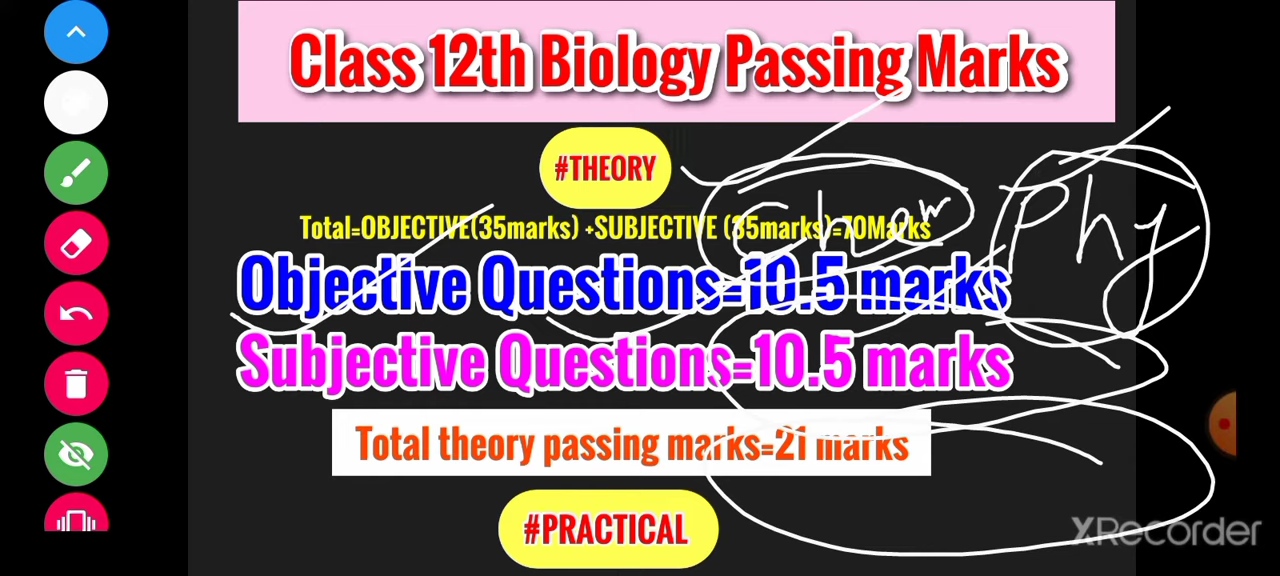 Class 12th Biology Passing Marks
#THEORY
Total=OBJECTIVE(35marks) +SUBJECTIVE (35marks)=70Marks
Chem
Phy
Objective Questions=10.5 marks
Subjective Questions=10.5 marks
Total theory passing marks=21 marks
#PRACTICAL
XRecorder